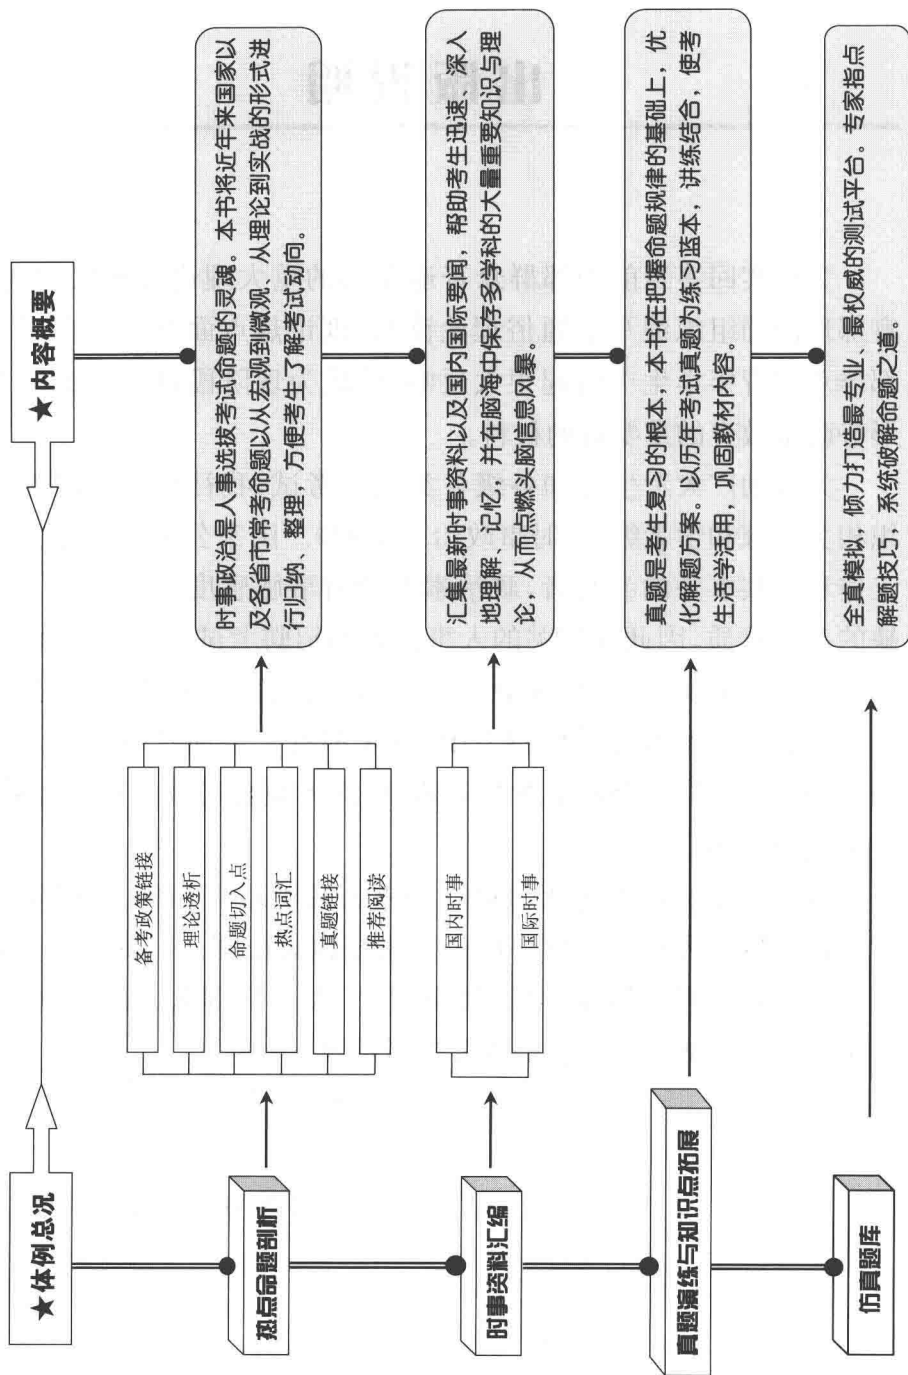 ★体例总况
★内容概要
热点命题剖析
备考政策链接
理论透析
命题切入点
热点词汇
真题链接
推荐阅读
时事政治是人事选拔考试命题的灵魂。本书将近年来国家以
及各省市常考命题以从宏观到微观、从理论到实战的形式进
行归纳、整理，方便考生了解考试动向。
时事资料汇编
国内时事
国际时事
汇集最新时事资料以及国内国际要闻，帮助考生迅速、深入
地理解、记忆，并在脑海中保存多学科的大量重要知识与理
论，从而点燃头脑信息风暴。
真题演练与知识点拓展
真题是考生复习的根本，本书在把握命题规律的基础上，优
化解题方案。以历年考试真题为练习蓝本，讲练结合，使考
生活学活用，巩固教材内容。
仿真题库
全真模拟，倾力打造最专业、最权威的测试平台。专家指点
解题技巧，系统破解命题之道。